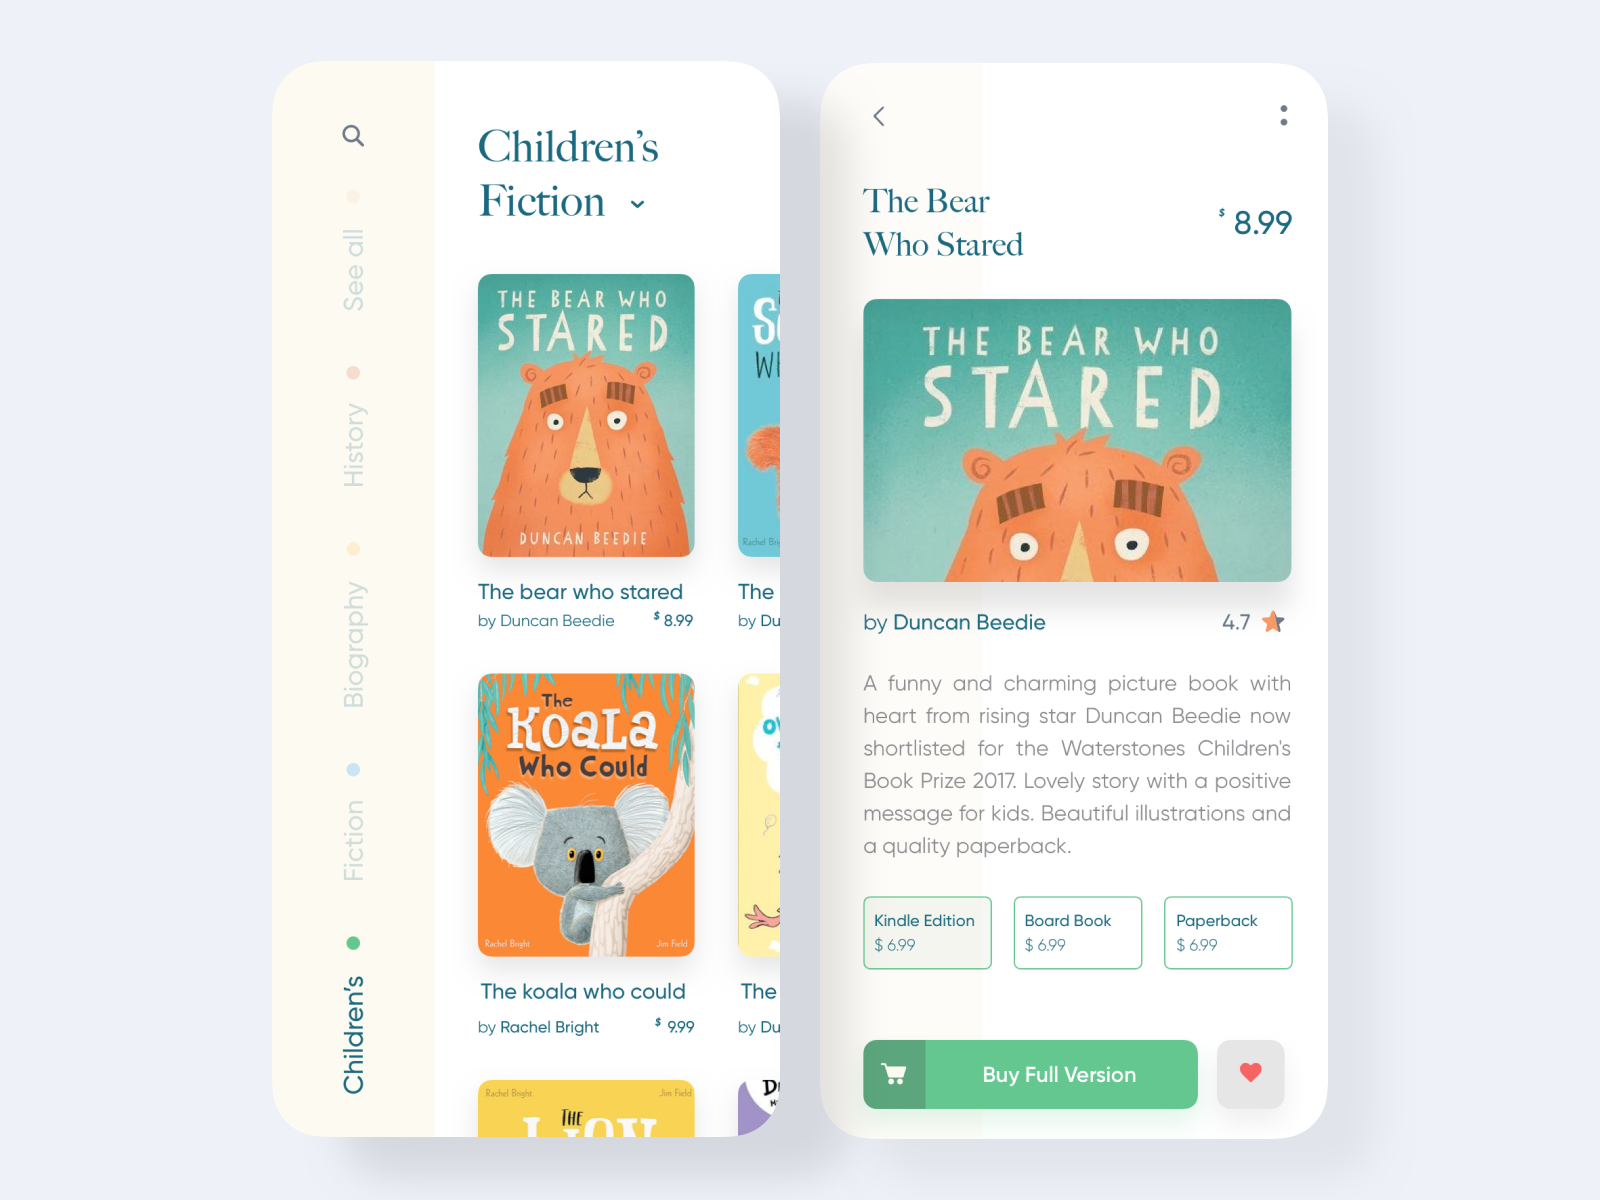 Children's
Fiction
See all
History
Biography
Fiction
Children's
THE BEAR WHO
STARED
DUNCAN BEEDIE
The bear who stared
by Duncan Beedie
$ 8.99
Rachel
The
by Du
The
Koala
Who Could
Rachel Bright
Jim Field
The koala who could
by Rachel Bright
$ 9.99
The
by Du
Rachel Bright
Jim Field
THE
LION
The Bear
Who Stared
$ 8.99
THE BEAR WHO
STARED
by Duncan Beedie
4.7
A funny and charming picture book with
heart from rising star Duncan Beedie now
shortlisted for the Waterstones Children's
Book Prize 2017. Lovely story with a positive
message for kids. Beautiful illustrations and
a quality paperback.
Kindle Edition
$ 6.99
Board Book
$ 6.99
Paperback
$ 6.99
Buy Full Version